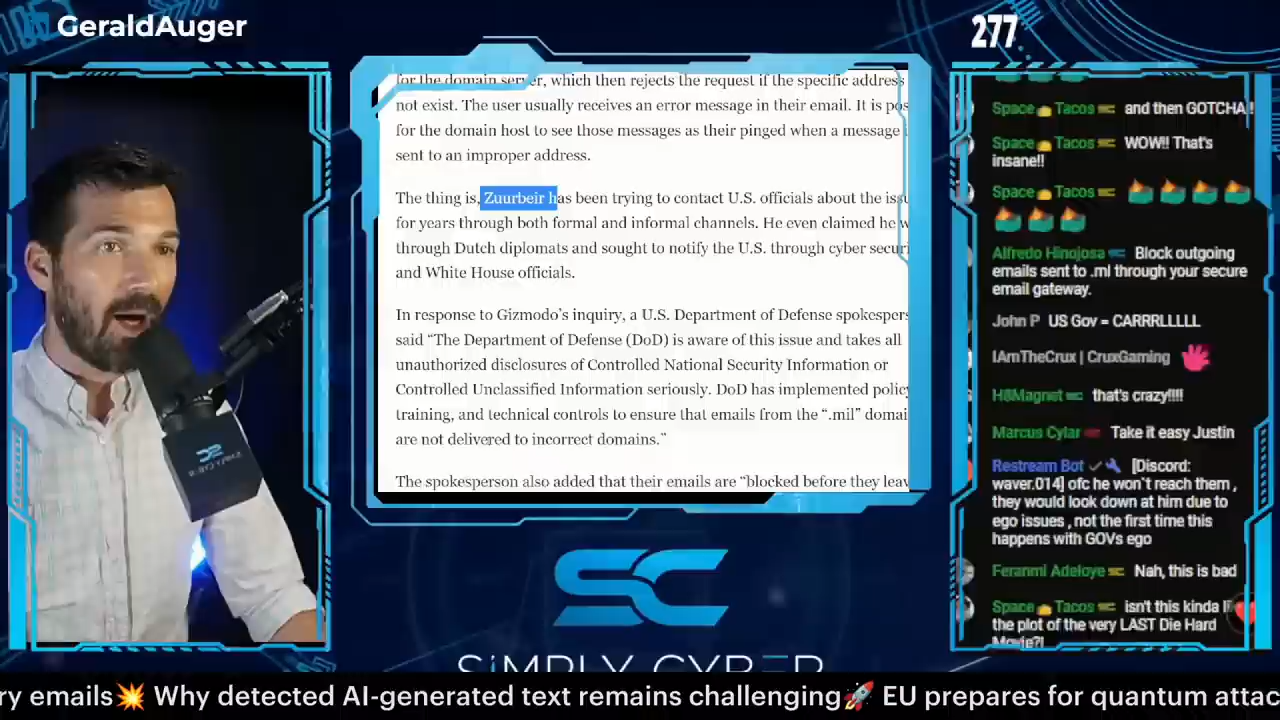 GeraldAuger
277
for the domain server, which then rejects the request if the specific address
not exist. The user usually receives an error message in their email. It is pos
for the domain host to see those messages as their pinged when a message i
sent to an improper address.
The thing is, Zuurbeir has been trying to contact U.S. officials about the issu
for years through both formal and informal channels. He even claimed he w
through Dutch diplomats and sought to notify the U.S. through cyber securi
and White House officials.
In response to Gizmodo’s inquiry, a U.S. Department of Defense spokespers
said “The Department of Defense (DoD) is aware of this issue and takes all
unauthorized disclosures of Controlled National Security Information or
Controlled Unclassified Information seriously. DoD has implemented policy
training, and technical controls to ensure that emails from the “.mil” domai
are not delivered to incorrect domains.”
The spokesperson also added that their emails are “blocked before they leav
Space 🌮 Tacos and then GOTCHA!!
Space 🌮 Tacos WOW!! That's
insane!!
Space 🌮 Tacos
Alfredo Hinojosa Block outgoing
emails sent to .ml through your secure
email gateway.
John P US Gov = CARRRLLLLL
IAmTheCrux | CruxGaming
H8Magnet that's crazy!!!!
Marcus Cylar Take it easy Justin
Restream Bot [Discord:
waver.014] ofc he won`t reach them ,
they would look down at him due to
ego issues , not the first time this
happens with GOVs ego
Feranmi Adeloye Nah, this is bad
Space 🌮 Tacos isn't this kinda l
the plot of the very LAST Die Hard
Movie?!
SC
SIMPLY CYBER
ry emails💥 Why detected AI-generated text remains challenging🚀 EU prepares for quantum attac